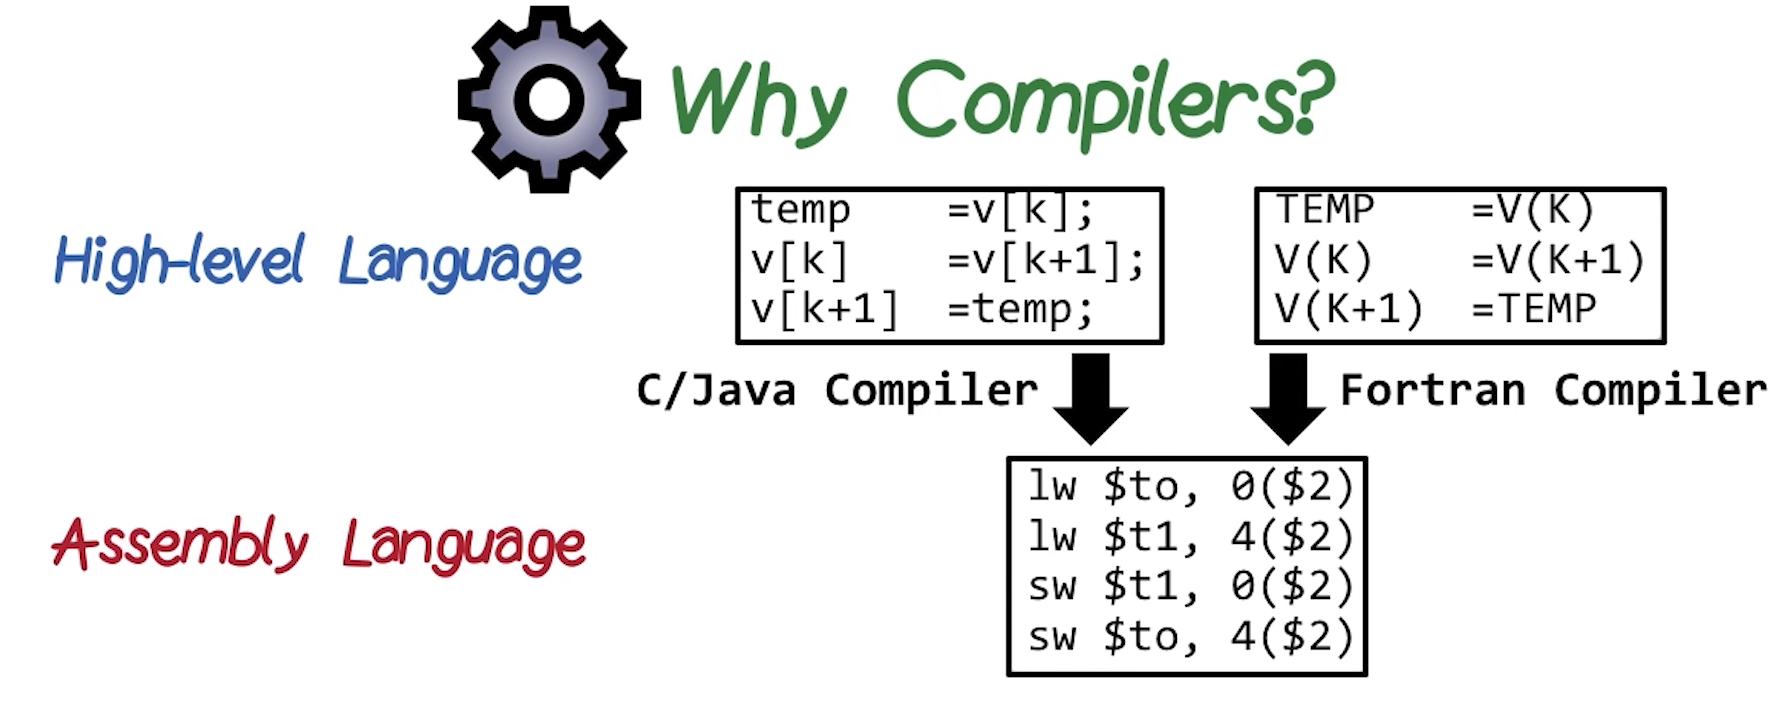 Why Compilers?
High-level Language
temp =v[k];
v[k] =v[k+1];
v[k+1] =temp;
TEMP =V(K)
V(K) =V(K+1)
V(K+1) =TEMP
C/Java Compiler
Fortran Compiler
Assembly Language
lw $to, 0($2)
lw $t1, 4($2)
sw $t1, 0($2)
sw $to, 4($2)